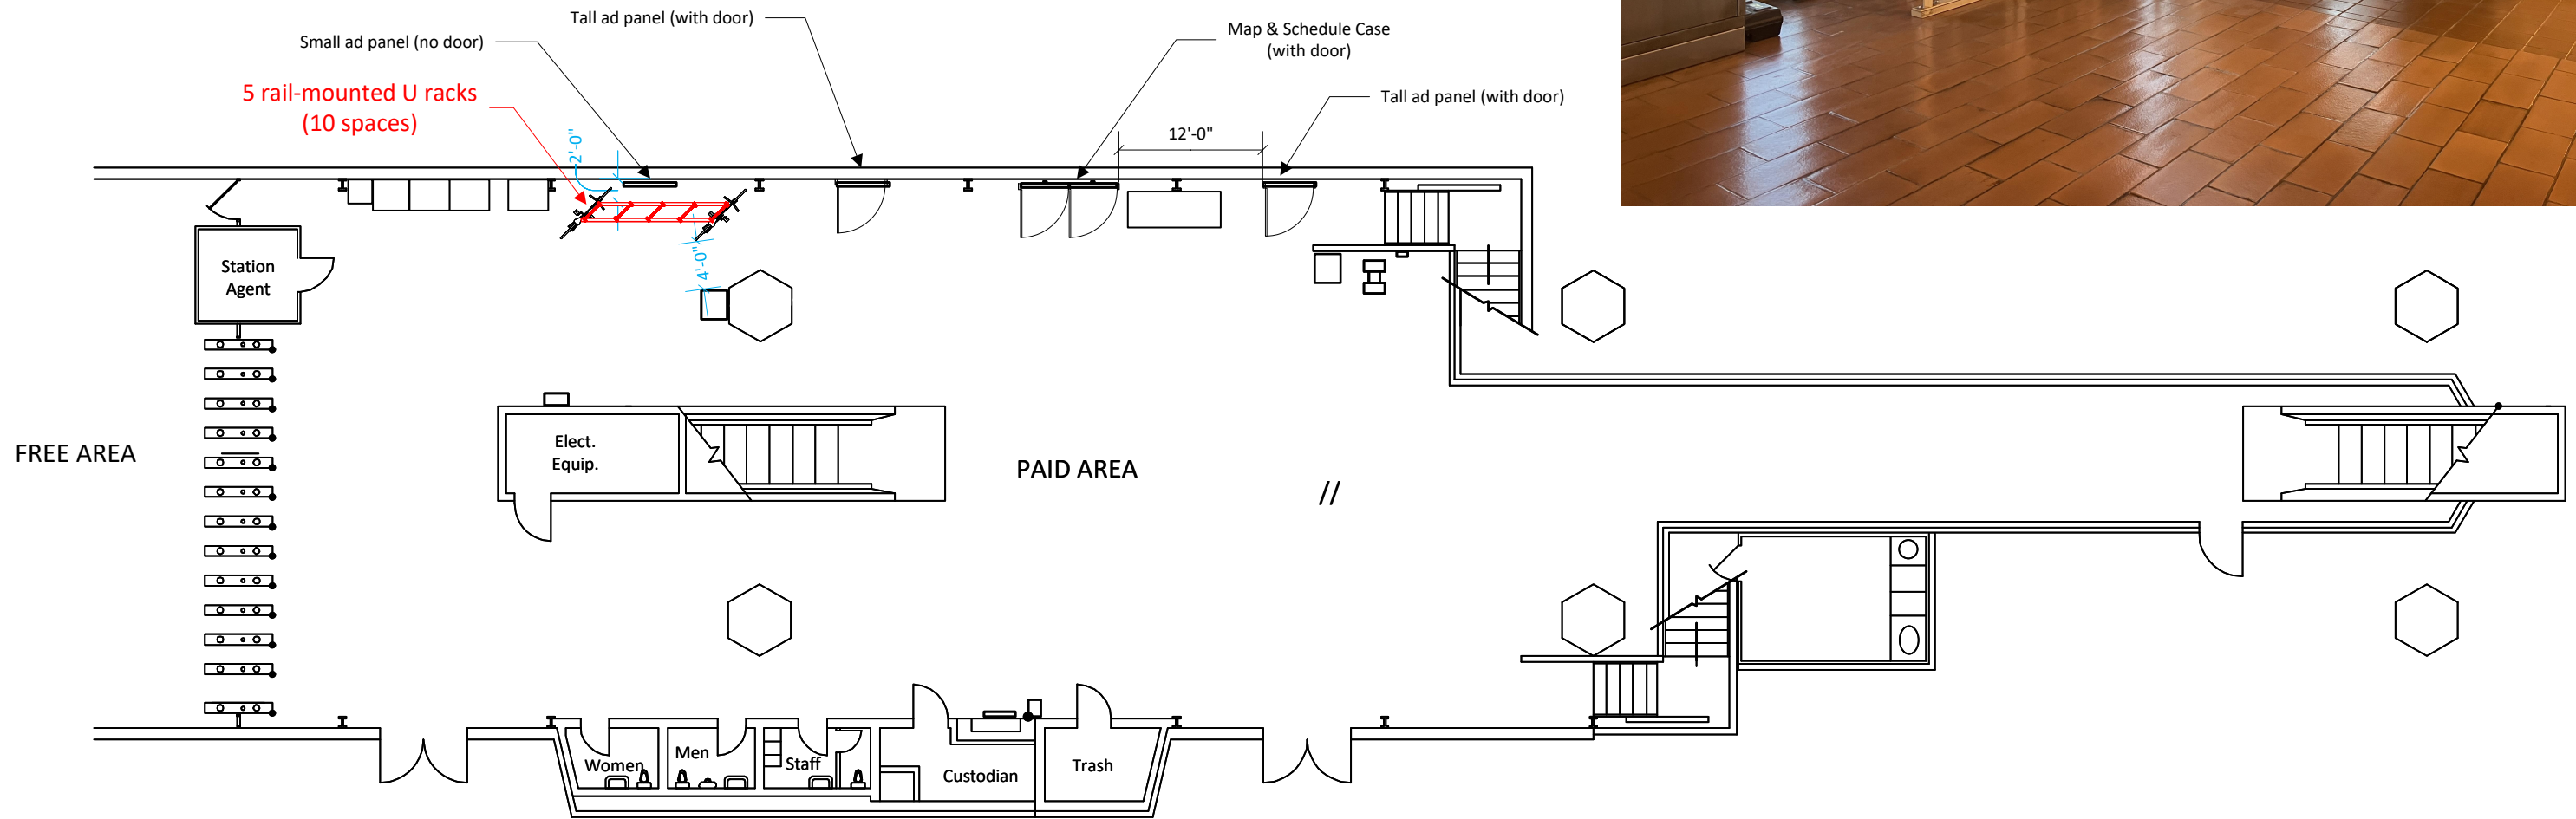 Tall ad panel (with door)
Small ad panel (no door)
Map & Schedule Case
(with door)
5 rail-mounted U racks
(10 spaces)
Tall ad panel (with door)
12'-0"
2'-0"
4'-0"
Station
Agent
FREE AREA
Elect.
Equip.
PAID AREA
//
Women
Men
Staff
Custodian
Trash